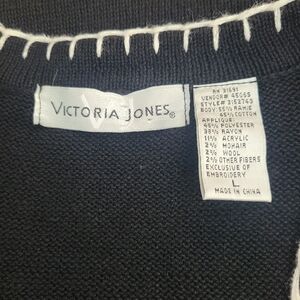 VICTORIA JONES®
RN 31591
VENDOR# 45065
STYLE# 3152743
BODY: 55% RAMIE
45% COTTON
APPLIQUE:
45% POLYESTER
38% RAYON
11% ACRYLIC
2% MOHAIR
2% WOOL
2% OTHER FIBERS
EXCLUSIVE OF
EMBROIDERY
L
MADE IN CHINA